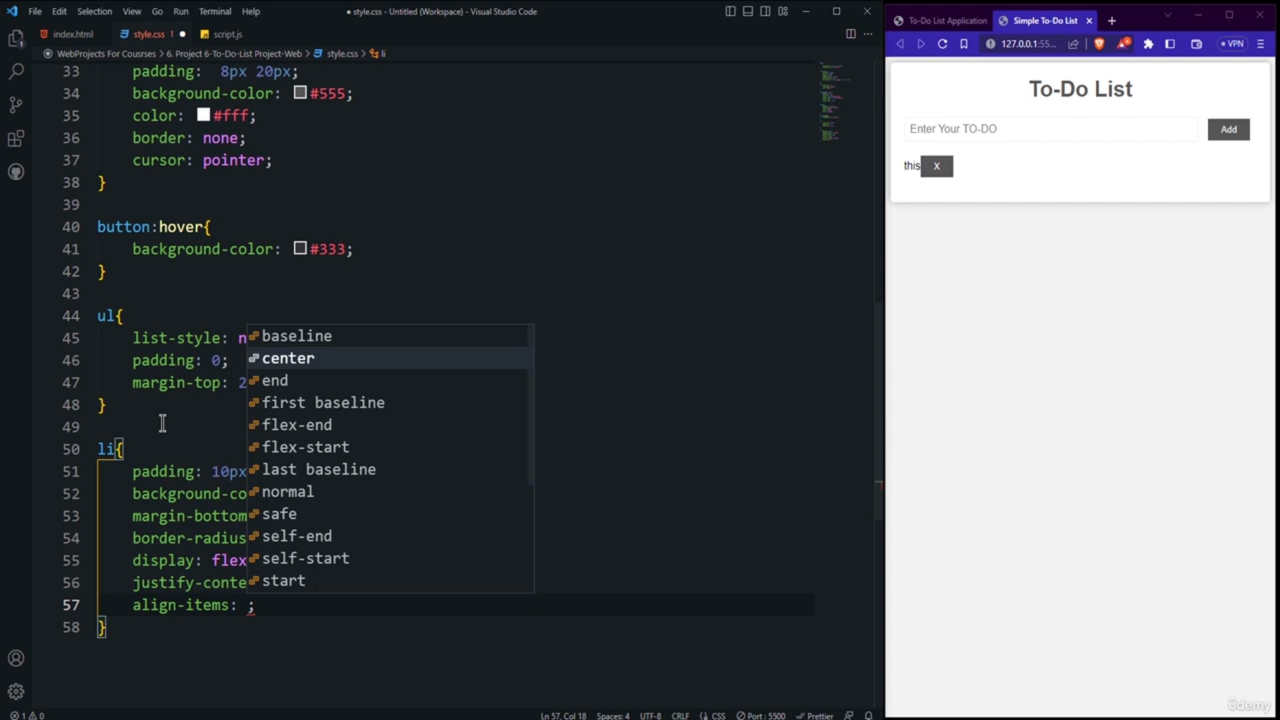 File Edit Selection View Go Run Terminal Help
● style.css - Untitled (Workspace) - Visual Studio Code
index.html style.css ● script.js
WebProjects For Coursses > 6. Project 6-To-Do-List Project-Web > style.css > li
33 padding: 8px 20px;
34 background-color: #555;
35 color: #fff;
36 border: none;
37 cursor: pointer;
38 }
39
40 button:hover{
41 background-color: #333;
42 }
43
44 ul{
45 list-style: n
46 padding: 0;
47 margin-top: 2
48 }
49
50 li{
51 padding: 10px
52 background-co
53 margin-bottom
54 border-radius
55 display: flex
56 justify-conte
57 align-items: ;
58 }
baseline
center
end
first baseline
flex-end
flex-start
last baseline
normal
safe
self-end
self-start
start
1 0
Ln 57, Col 18 Spaces: 4 UTF-8 CRLF CSS Port : 5500 Prettier
To-Do List Application Simple To-Do List
127.0.0.1:55... VPN
To-Do List
Enter Your TO-DO Add
this X
ûdemy